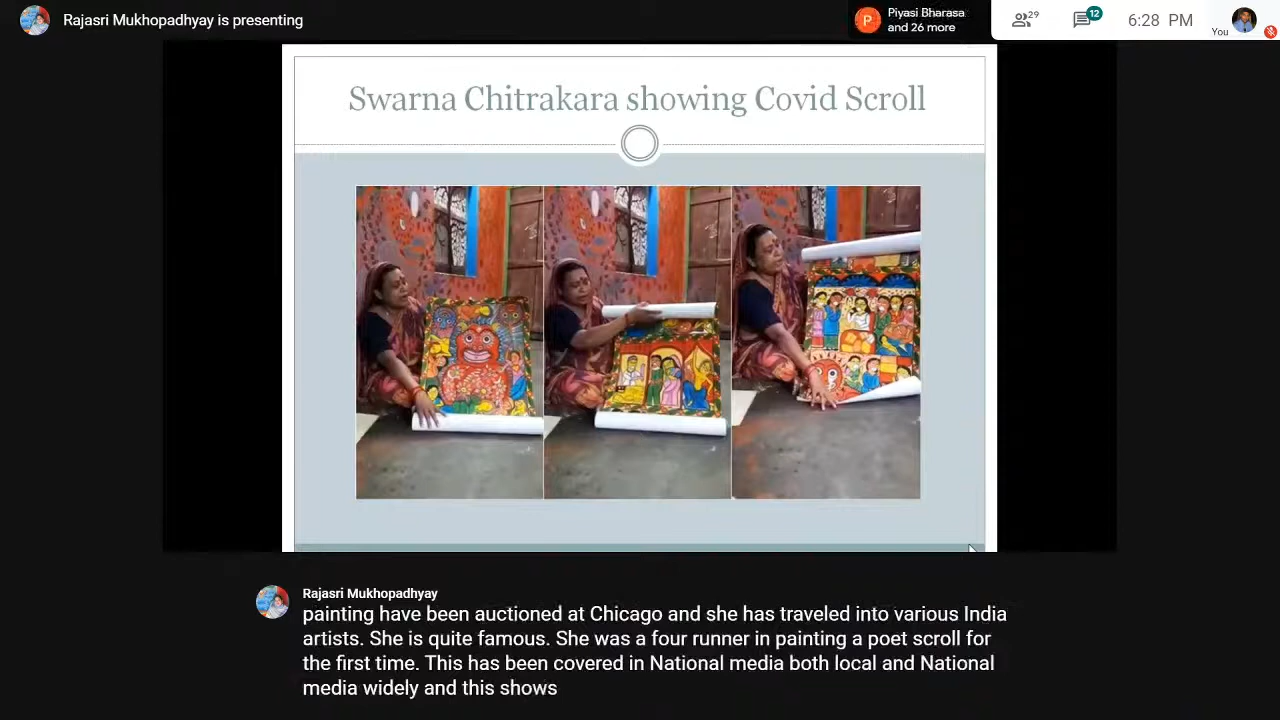 Rajasri Mukhopadhyay is presenting
P
Piyasi Bharasa
and 26 more
29
12
6:28 PM
You
Swarna Chitrakara showing Covid Scroll
Rajasri Mukhopadhyay
painting have been auctioned at Chicago and she has traveled into various India
artists. She is quite famous. She was a four runner in painting a poet scroll for
the first time. This has been covered in National media both local and National
media widely and this shows